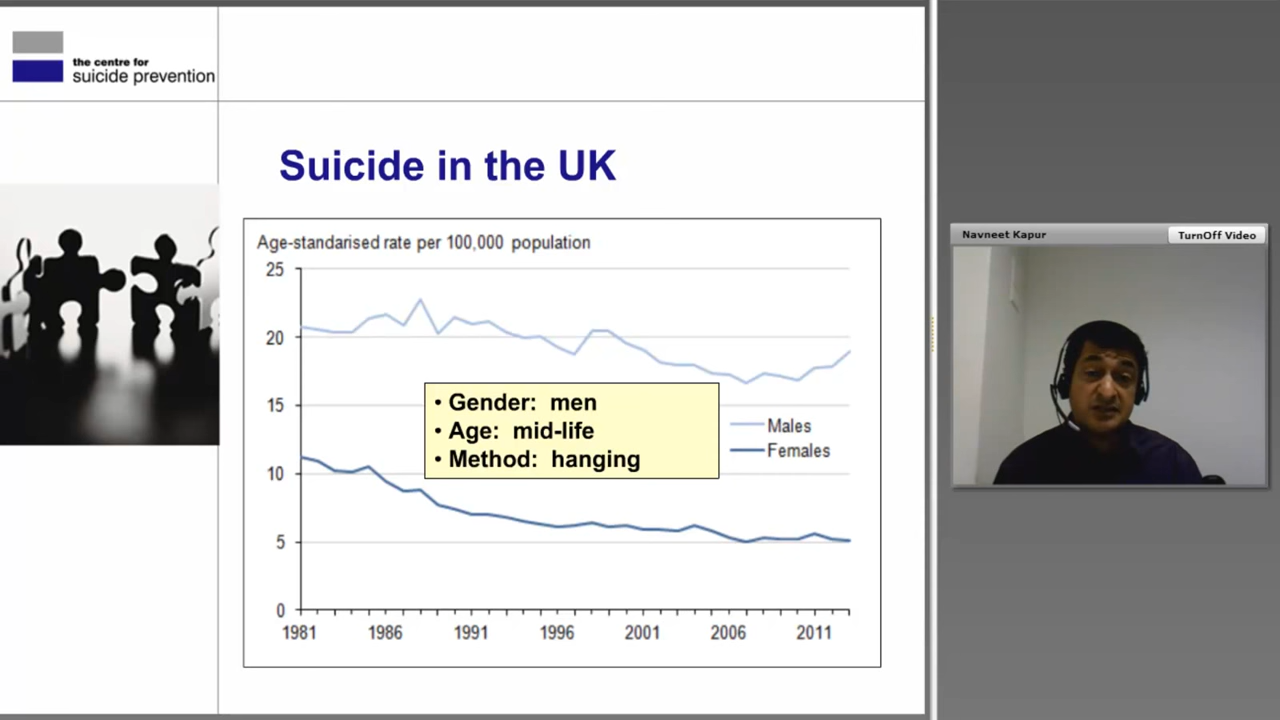 the centre for
suicide prevention
Suicide in the UK
Age-standarised rate per 100,000 population
25
20
15
10
5
0
• Gender: men
• Age: mid-life
• Method: hanging
Males
Females
1981 1986 1991 1996 2001 2006 2011
Navneet Kapur
TurnOff Video